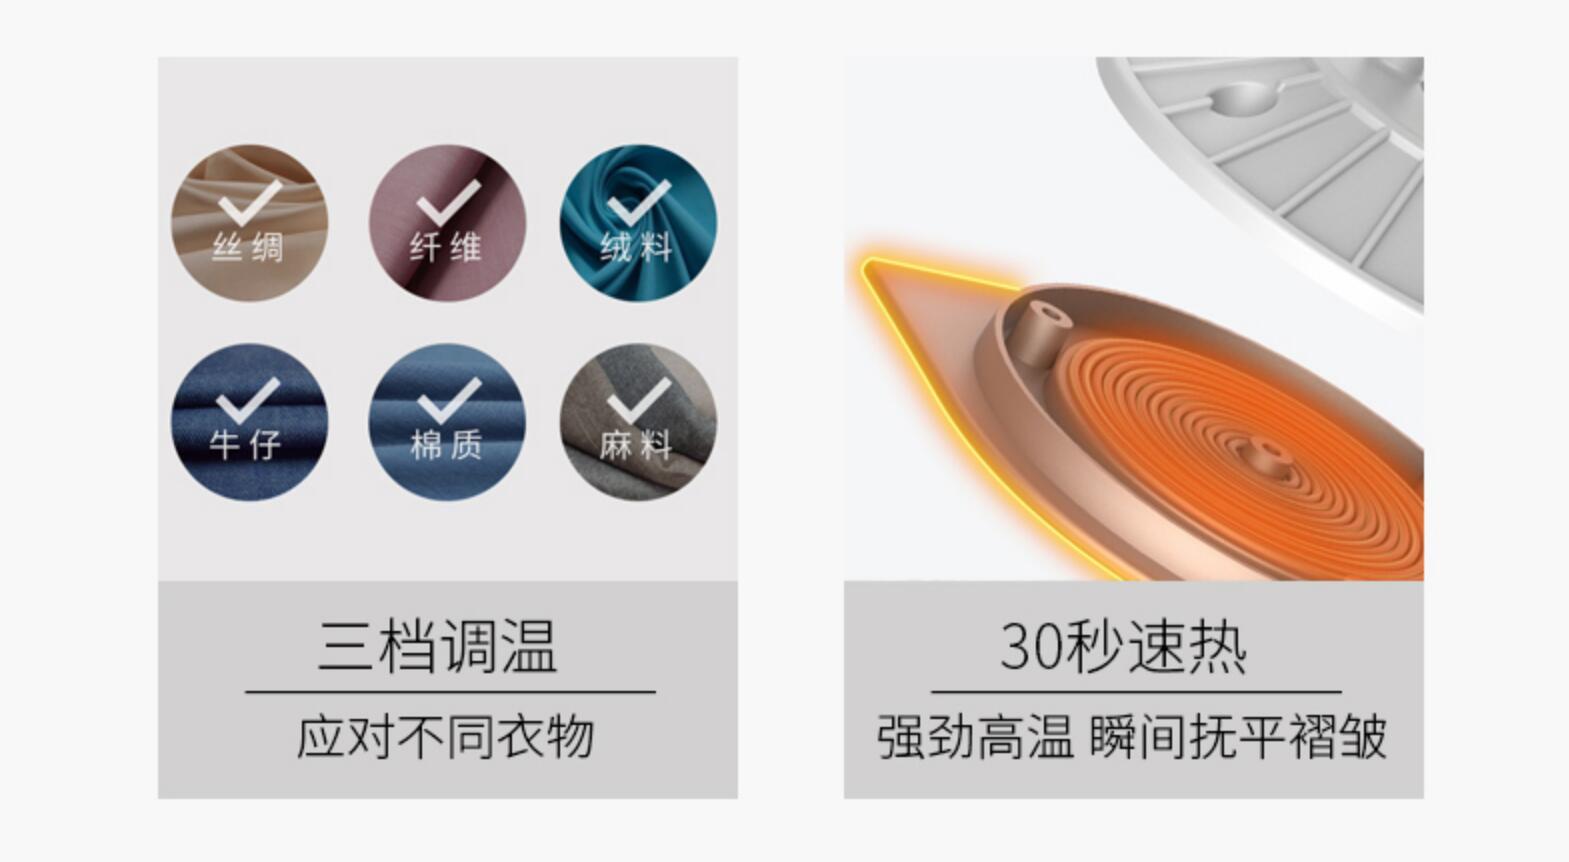 丝绸
纤维
绒料
牛仔
棉质
麻料
三档调温
应对不同衣物
30秒速热
强劲高温 瞬间抚平褶皱